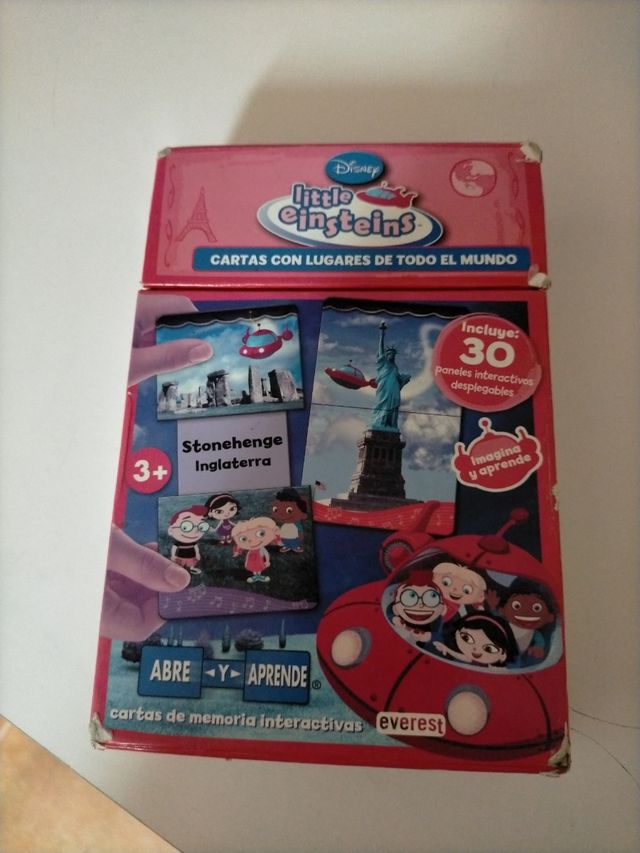 Disney
little
einsteins
CARTAS CON LUGARES DE TODO EL MUNDO
Incluye:
30
paneles interactivos
desplegables
Stonehenge
Inglaterra
3+
Imagina
y aprende
ABRE Y APRENDE®
cartas de memoria interactivas
everest